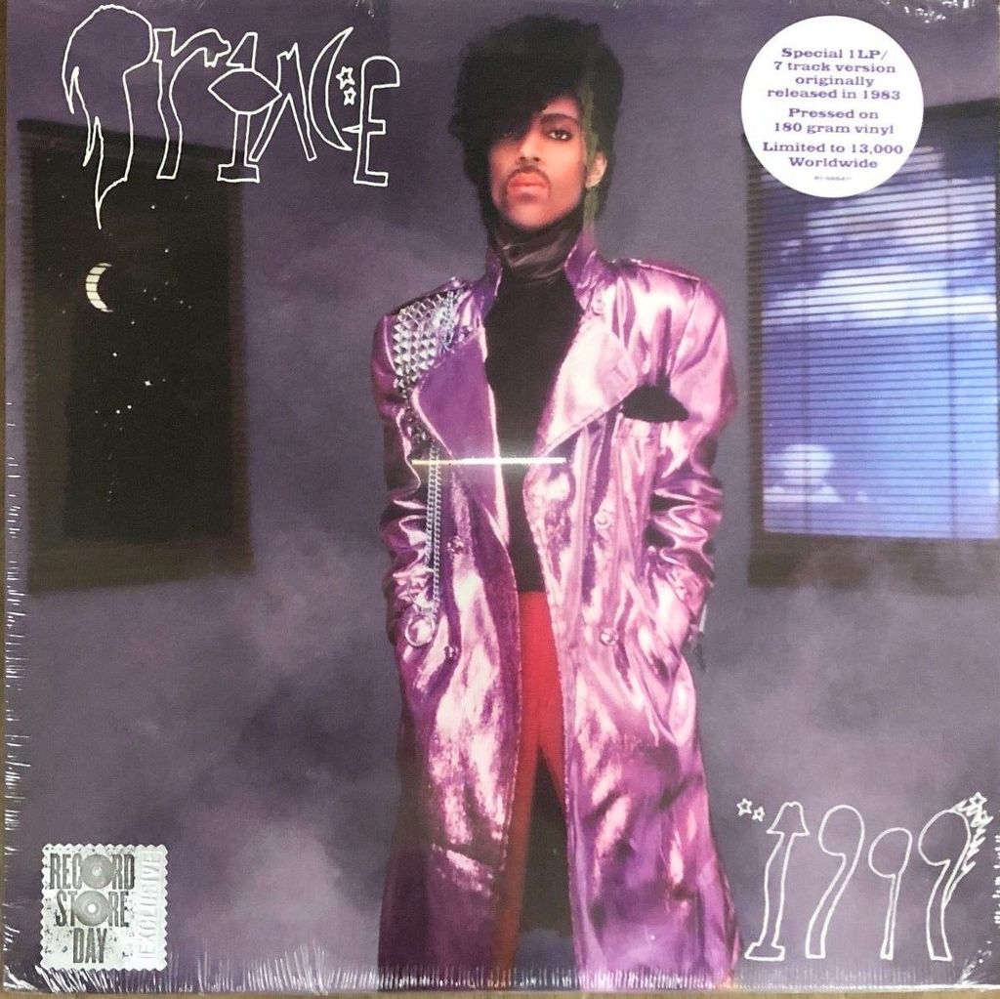 Prince
Special 1LP/
7 track version
originally
released in 1983
Pressed on
180 gram vinyl
Limited to 13,000
Worldwide
1999
RECORD
STORE
DAY
EXCLUSIVE